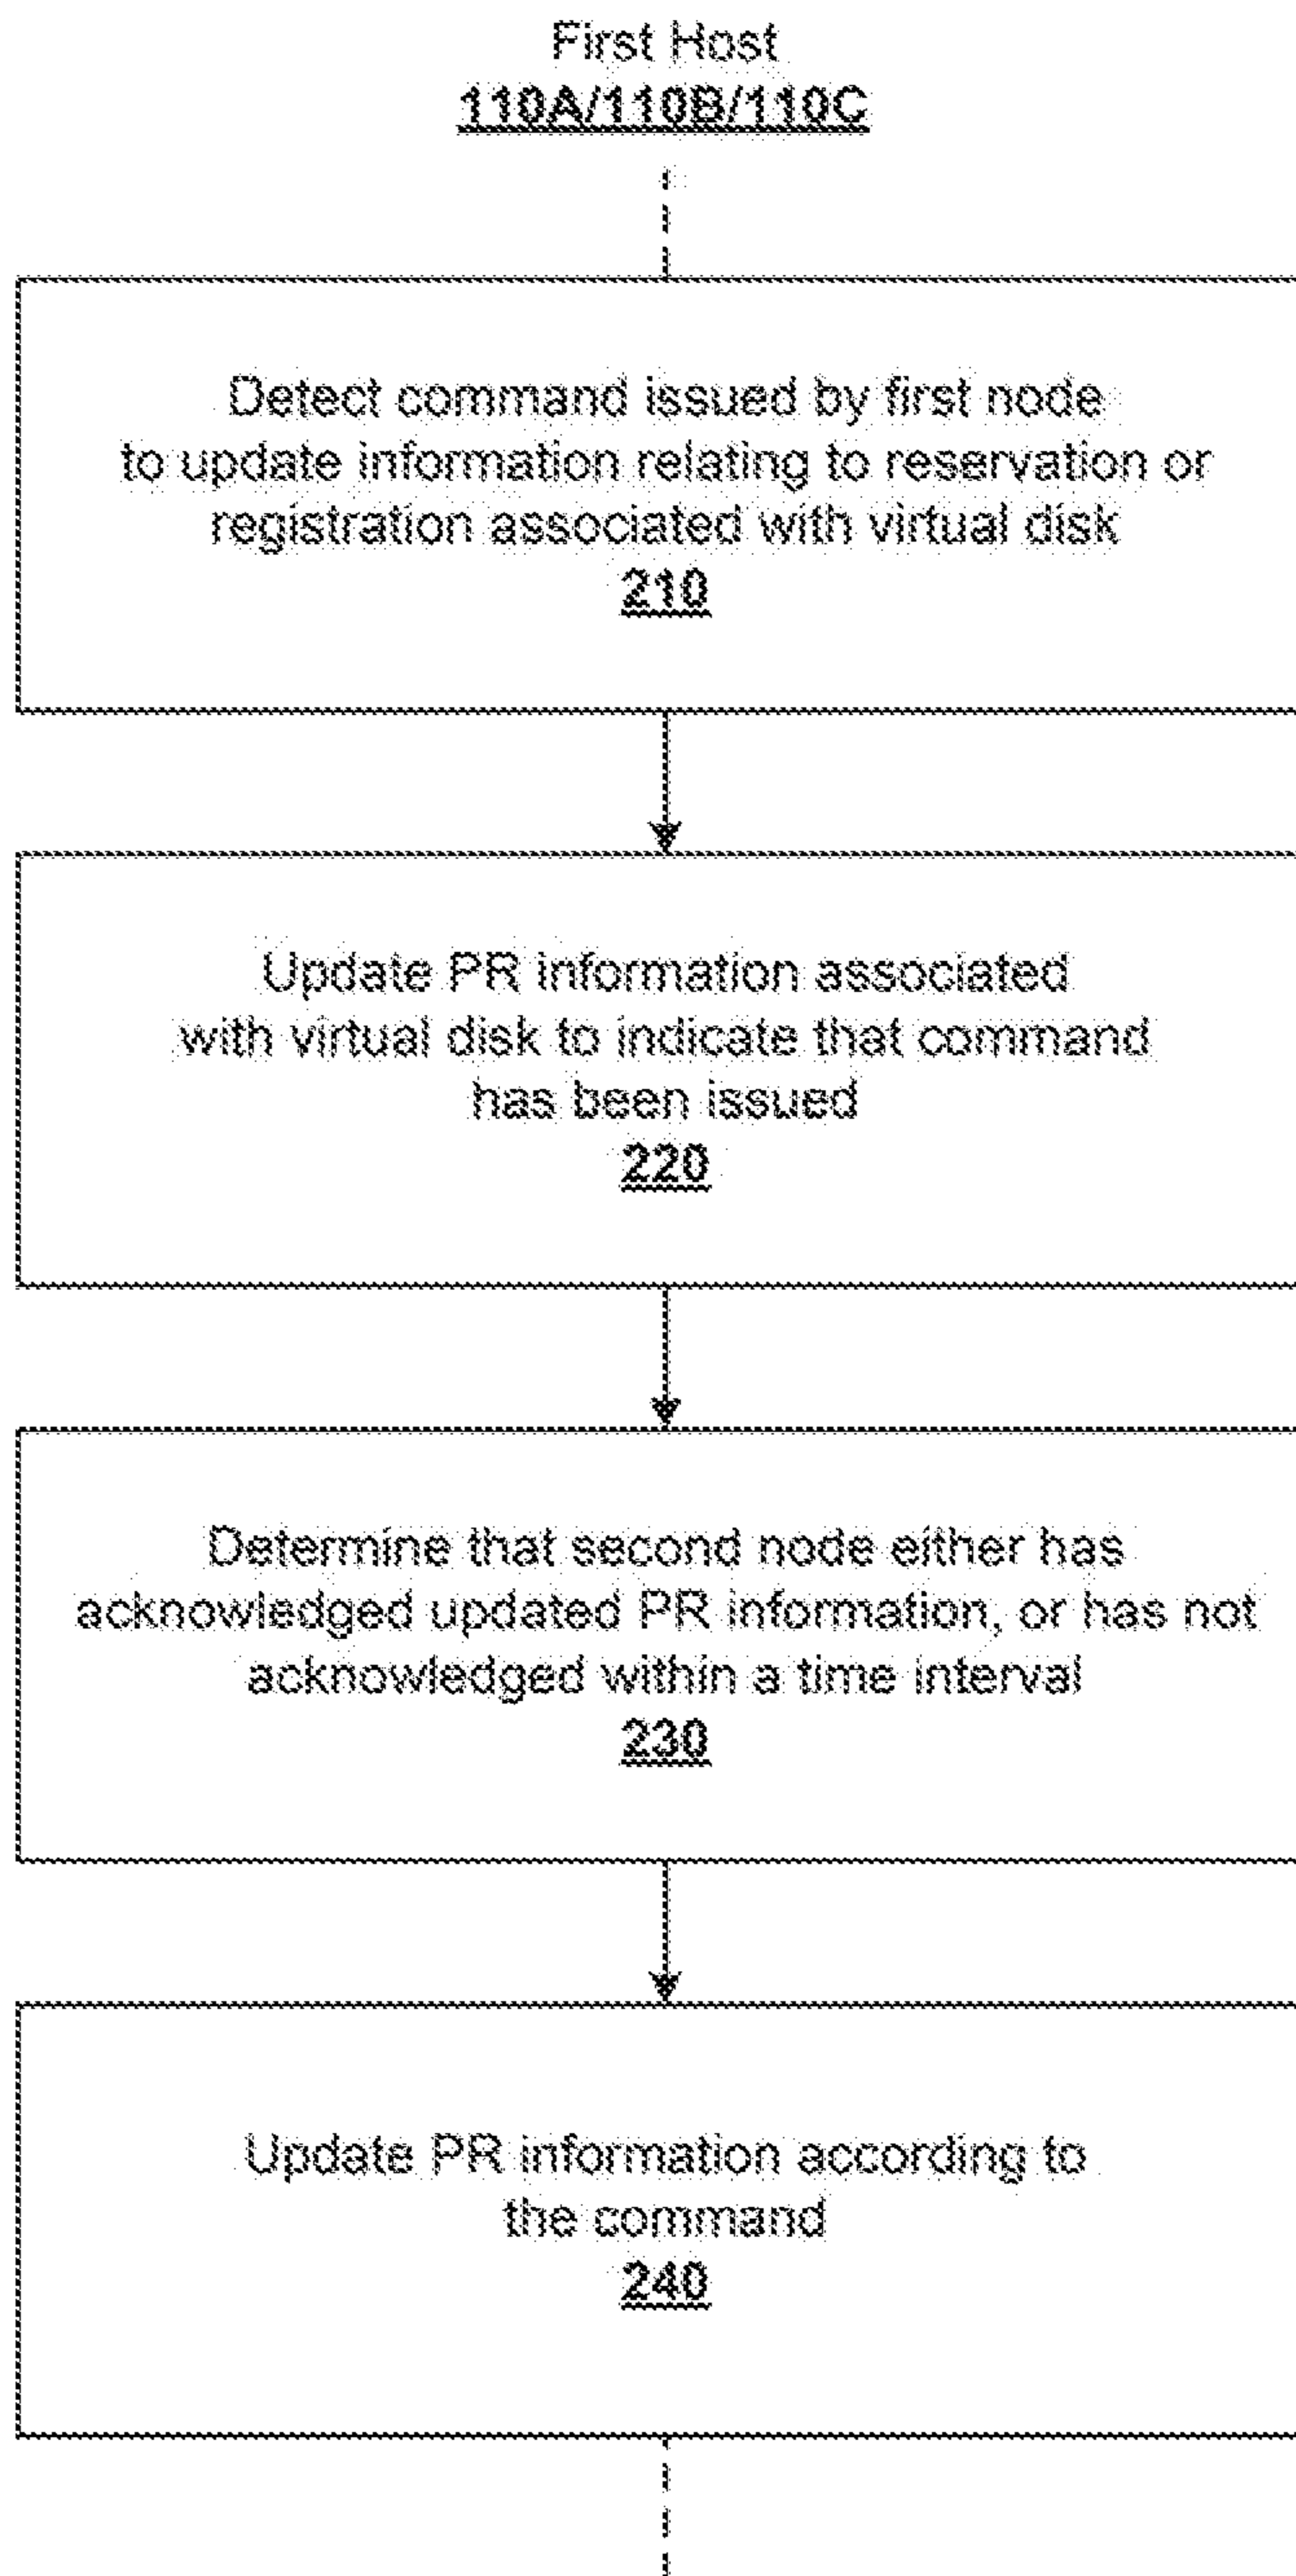 First Host
110A/110B/110C
Detect command issued by first node
to update information relating to reservation or
registration associated with virtual disk
210
Update PR information associated
with virtual disk to indicate that command
has been issued
220
Determine that second node either has
acknowledged updated PR information, or has not
acknowledged within a time interval
230
Update PR information according to
the command
240